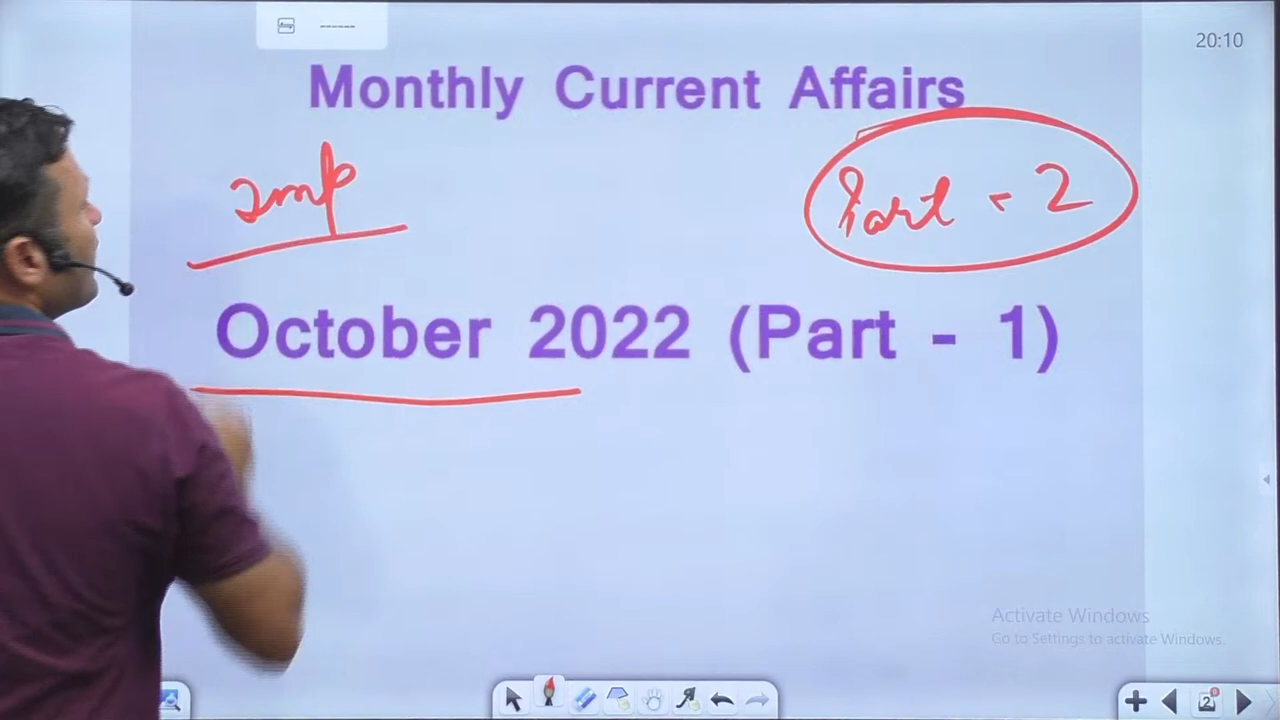 20:10
Monthly Current Affairs
Imp
Part - 2
October 2022 (Part - 1)
Activate Windows
Go to Settings to activate Windows.
2